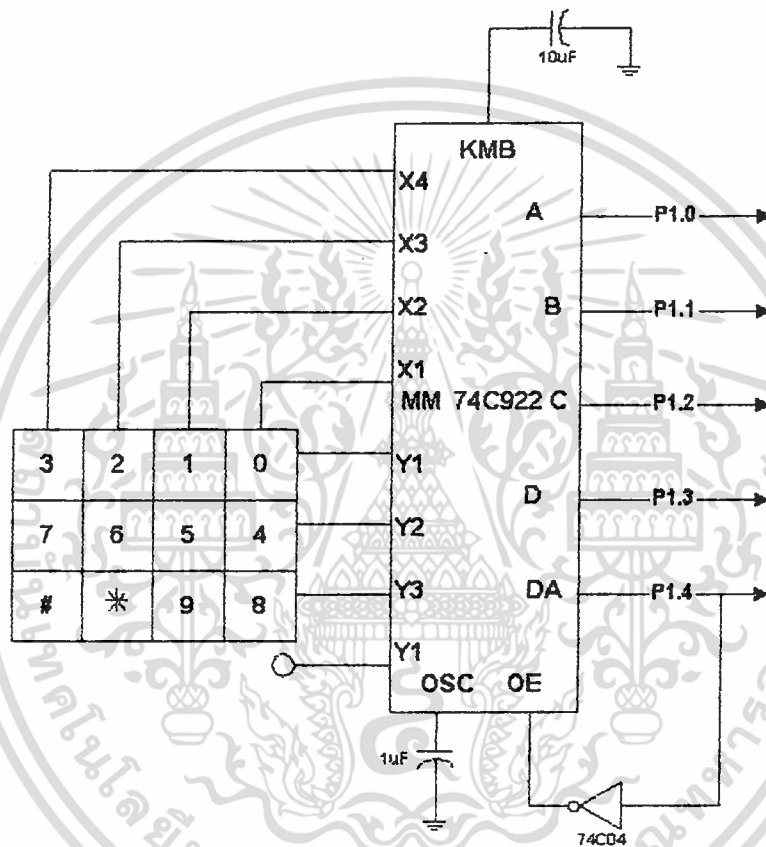 10uF
KMB
X4
A
P1.0
X3
B
P1.1
X2
X1
MM 74C922 C
P1.2
3 2 1 0
Y1
7 6 5 4
Y2
D
P1.3
# * 9 8
Y3
DA
P1.4
Y1
OSC OE
1uF
74C04